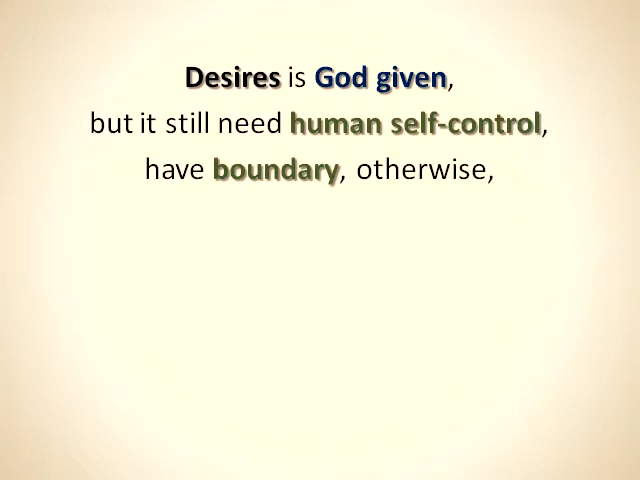 Desires is God given,
but it still need human self-control,
have boundary, otherwise,